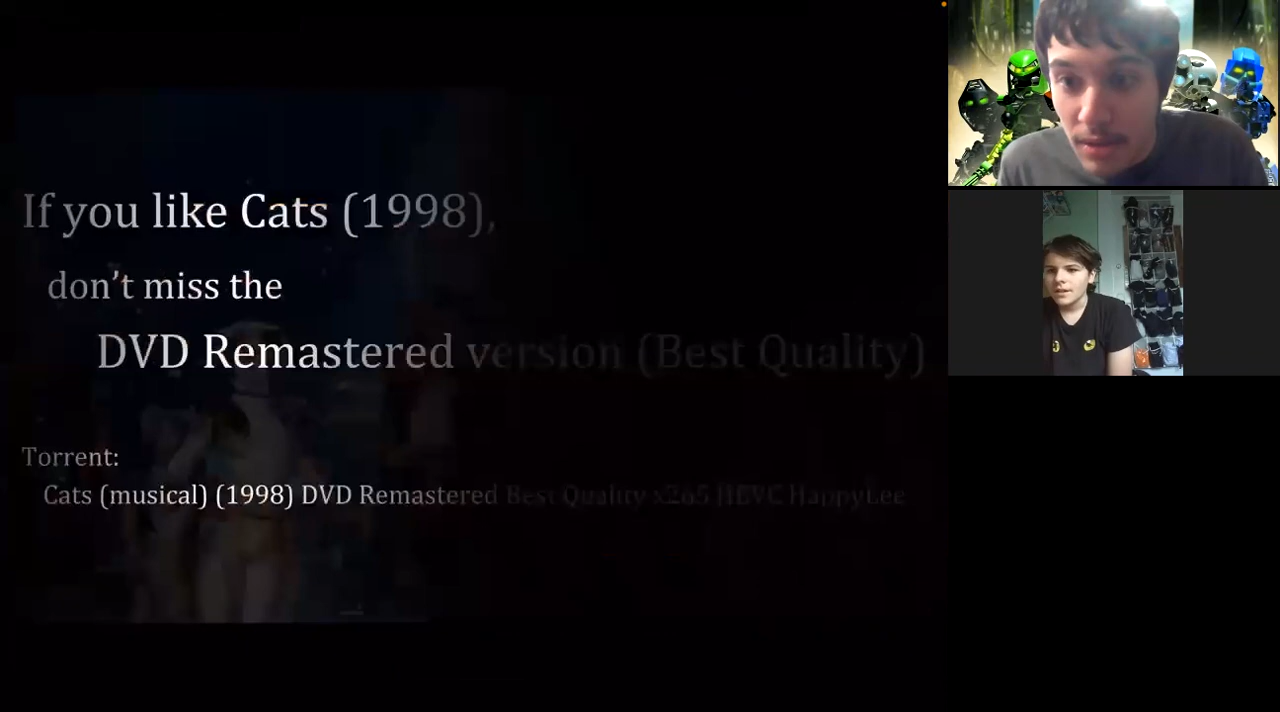 If you like Cats (1998),
don’t miss the
DVD Remastered version (Best Quality)
Torrent:
Cats (musical) (1998) DVD Remastered Best Quality x265 HEVC HappyLee